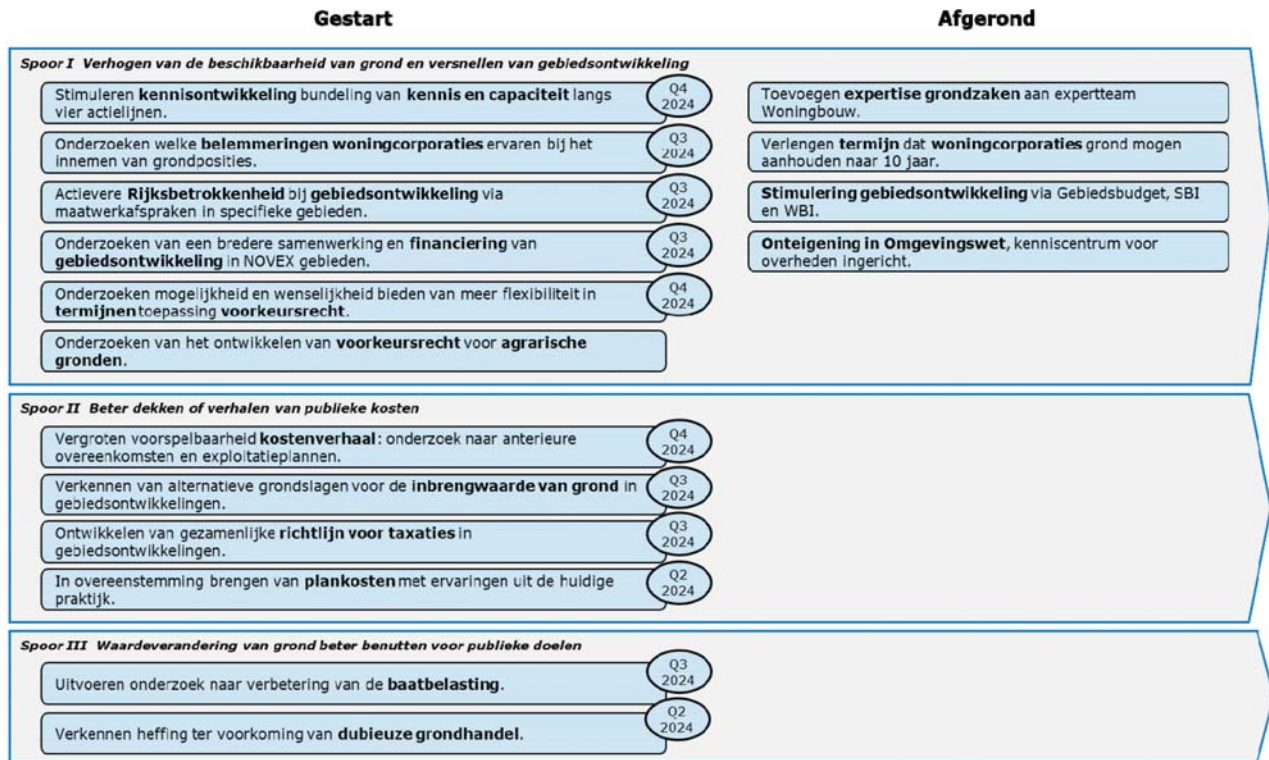 Gestart
Afgerond
Spoor I Verhogen van de beschikbaarheid van grond en versnellen van gebiedsontwikkeling
Stimuleren kennisontwikkeling bundeling van kennis en capaciteit langs
vier actielijnen.
Q4
2024
Onderzoeken welke belemmeringen woningcorporaties ervaren bij het
innemen van grondposities.
Q3
2024
Actievere Rijksbetrokkenheid bij gebiedsontwikkeling via
maatwerkafspraken in specifieke gebieden.
Q3
2024
Onderzoeken van een bredere samenwerking en financiering van
gebiedsontwikkeling in NOVEX gebieden.
Q3
2024
Onderzoeken mogelijkheid en wenselijkheid bieden van meer flexibiliteit in
termijnen toepassing voorkeursrecht.
Q4
2024
Onderzoeken van het ontwikkelen van voorkeursrecht voor agrarische
gronden.
Toevoegen expertise grondzaken aan expertteam
Woningbouw.
Verlengen termijn dat woningcorporaties grond mogen
aanhouden naar 10 jaar.
Stimulering gebiedsontwikkeling via Gebiedsbudget, SBI
en WBI.
Onteigening in Omgevingswet, kenniscentrum voor
overheden ingericht.
Spoor II Beter dekken of verhalen van publieke kosten
Vergroten voorspelbaarheid kostenverhaal: onderzoek naar anterieure
overeenkomsten en exploitatieplannen.
Q4
2024
Verkennen van alternatieve grondslagen voor de inbrengwaarde van grond in
gebiedsontwikkelingen.
Q3
2024
Ontwikkelen van gezamenlijke richtlijn voor taxaties in
gebiedsontwikkelingen.
Q3
2024
In overeenstemming brengen van plankosten met ervaringen uit de huidige
praktijk.
Q2
2024
Spoor III Waardeverandering van grond beter benutten voor publieke doelen
Uitvoeren onderzoek naar verbetering van de baatbelasting.
Q3
2024
Verkennen heffing ter voorkoming van dubieuze grondhandel.
Q2
2024